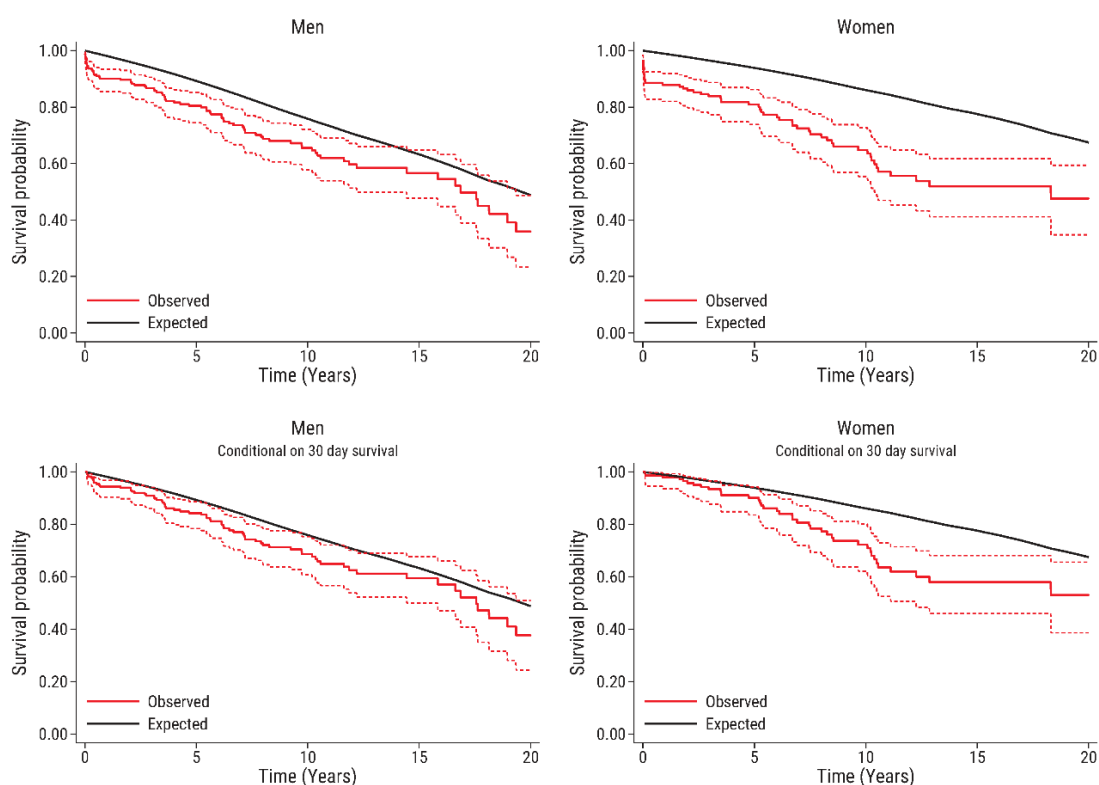 Men
Survival probability
1.00
0.80
0.60
0.40
0.20
0.00
Observed
Expected
0 5 10 15 20
Time (Years)
Women
Survival probability
1.00
0.80
0.60
0.40
0.20
0.00
Observed
Expected
0 5 10 15 20
Time (Years)
Men
Conditional on 30 day survival
Survival probability
1.00
0.80
0.60
0.40
0.20
0.00
Observed
Expected
0 5 10 15 20
Time (Years)
Women
Conditional on 30 day survival
Survival probability
1.00
0.80
0.60
0.40
0.20
0.00
Observed
Expected
0 5 10 15 20
Time (Years)